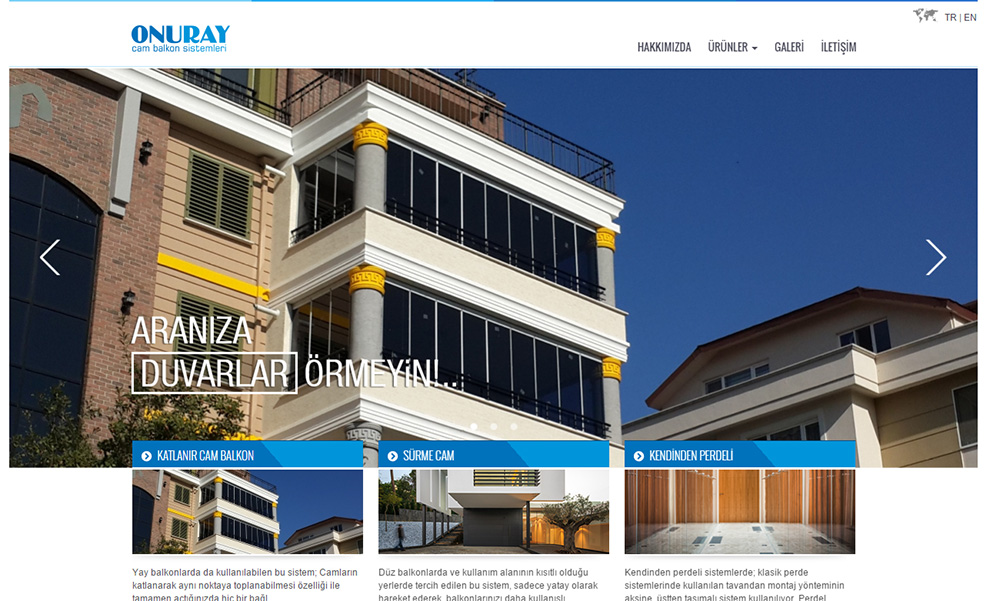 ONURAY
cam balkon sistemleri
TR | EN
HAKKIMIZDA ÜRÜNLER GALERİ İLETİŞİM
ARANIZA
DUVARLAR ÖRMEYİN!..
KATLANIR CAM BALKON
SÜRME CAM
KENDİNDEN PERDELİ
Yay balkonlarda da kullanılabilen bu sistem; Camların
katlanarak aynı noktaya toplanabilmesi özelliği ile
tamamen açtığınızda hiç bir bağl
Düz balkonlarda ve kullanım alanının kısıtlı olduğu
yerlerde tercih edilen bu sistem, sadece yatay olarak
hareket ederek, balkonlarınızı daha kullanışlı
Kendinden perdeli sistemlerde; klasik perde
sistemlerinde kullanılan tavandan montaj yönteminin
aksine, üstten taşımalı sistem kullanılıyor. Perdel